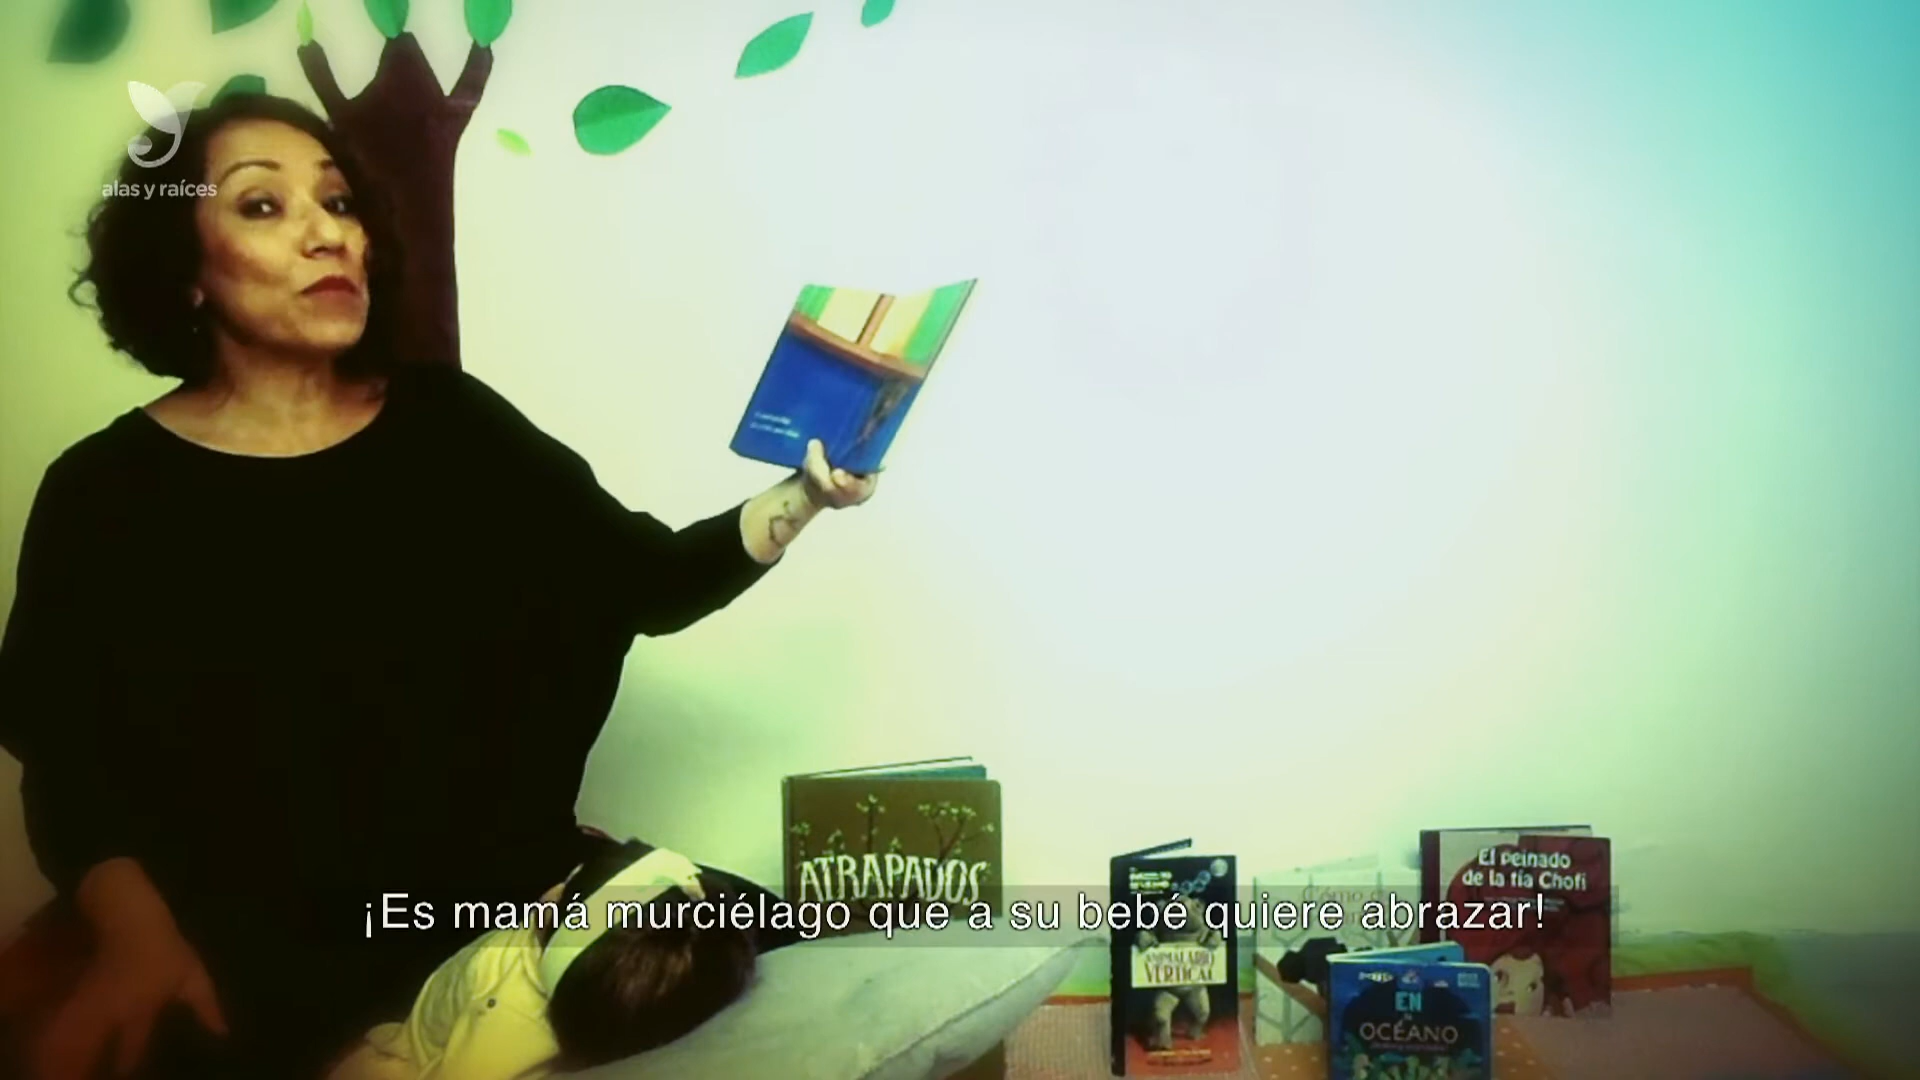 alas y raíces
ATRAPADOS
El peinado
de la tía Chofi
¡Es mamá murciélago que a su bebé quiere abrazar!
ANIMALARIO
VERTICAL
EN
OCÉANO